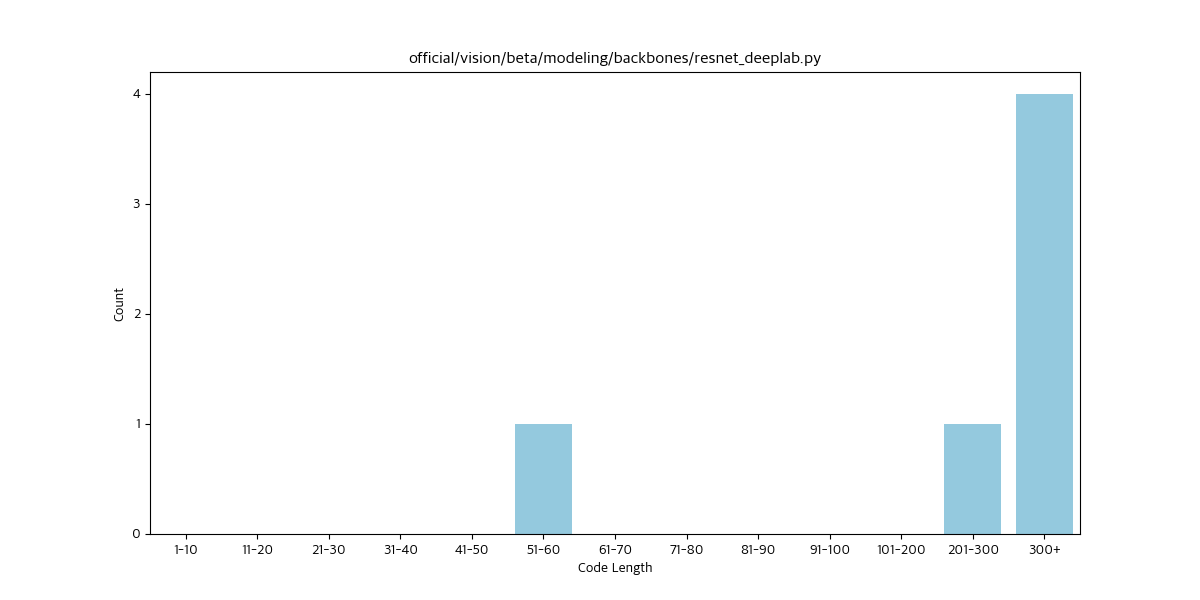 official/vision/beta/modeling/backbones/resnet_deeplab.py
4
3
2
1
0
Count
1-10 11-20 21-30 31-40 41-50 51-60 61-70 71-80 81-90 91-100 101-200 201-300 300+
Code Length